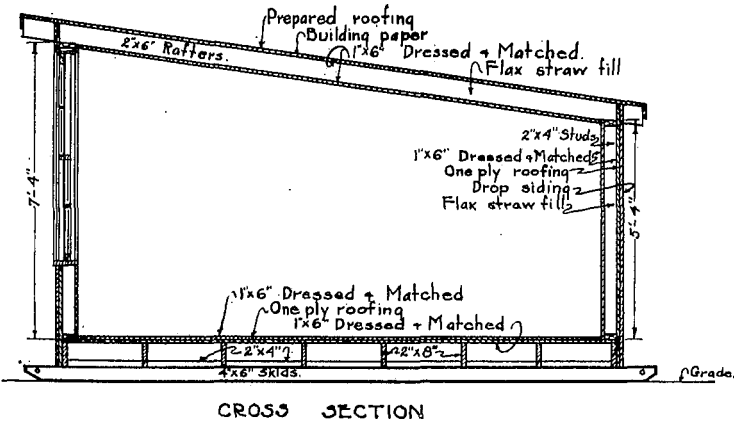 Prepared roofing
Building paper
1"x6" Dressed & Matched.
Flax straw fill
2"x6" Rafters.
2"x4" Studs
1"x6" Dressed & Matched
One ply roofing
Drop siding
Flax straw fill
7'-4"
5'-4"
1"x6" Dressed & Matched
One ply roofing
1"x6" Dressed & Matched
2"x4"
2"x8"
4"x6" Skids.
Grade.
CROSS SECTION